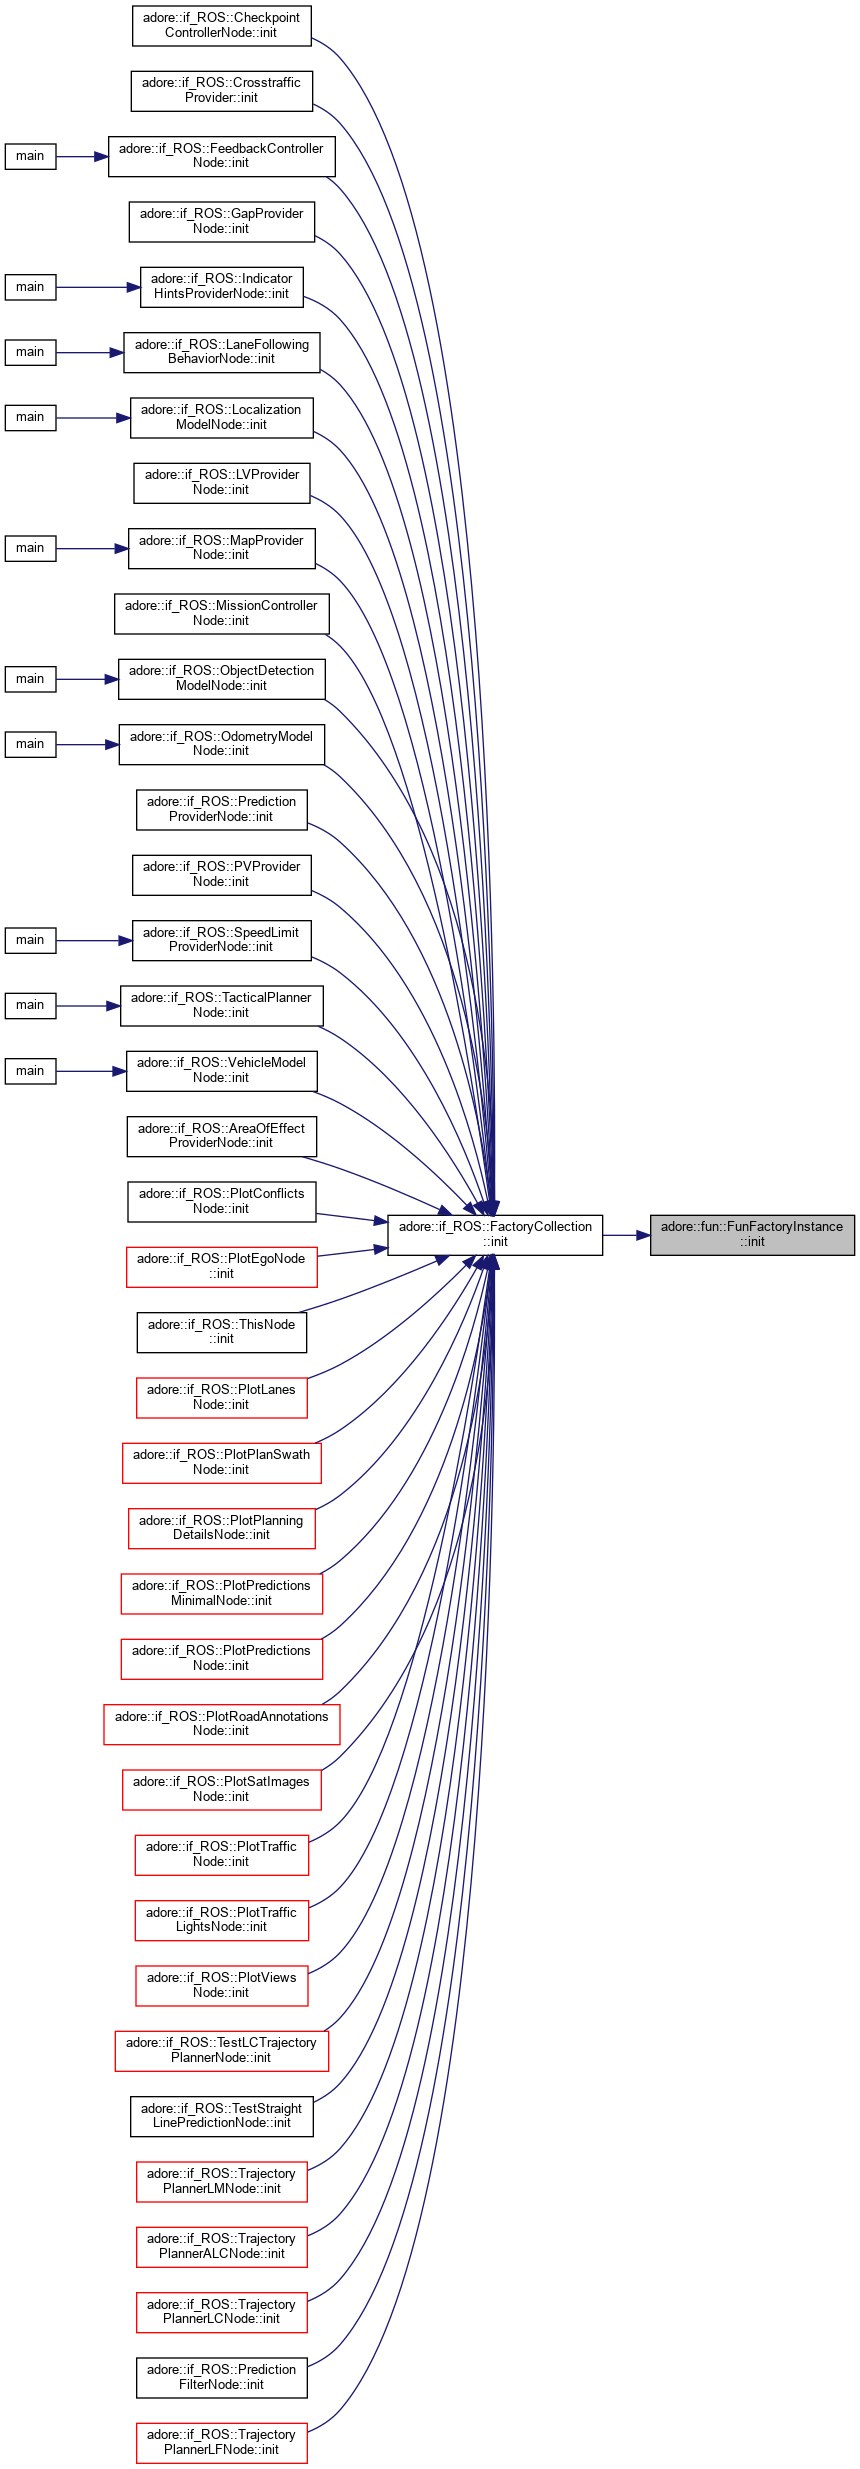 adore::if_ROS::Checkpoint
ControllerNode::init
adore::if_ROS::Crosstraffic
Provider::init
main
adore::if_ROS::FeedbackController
Node::init
adore::if_ROS::GapProvider
Node::init
main
adore::if_ROS::Indicator
HintsProviderNode::init
main
adore::if_ROS::LaneFollowing
BehaviorNode::init
main
adore::if_ROS::Localization
ModelNode::init
adore::if_ROS::LVProvider
Node::init
main
adore::if_ROS::MapProvider
Node::init
adore::if_ROS::MissionController
Node::init
main
adore::if_ROS::ObjectDetection
ModelNode::init
main
adore::if_ROS::OdometryModel
Node::init
adore::if_ROS::Prediction
ProviderNode::init
adore::if_ROS::PVProvider
Node::init
main
adore::if_ROS::SpeedLimit
ProviderNode::init
main
adore::if_ROS::TacticalPlanner
Node::init
main
adore::if_ROS::VehicleModel
Node::init
adore::if_ROS::AreaOfEffect
ProviderNode::init
adore::if_ROS::PlotConflicts
Node::init
adore::if_ROS::FactoryCollection
::init
adore::fun::FunFactoryInstance
::init
adore::if_ROS::PlotEgoNode
::init
adore::if_ROS::ThisNode
::init
adore::if_ROS::PlotLanes
Node::init
adore::if_ROS::PlotPlanSwath
Node::init
adore::if_ROS::PlotPlanning
DetailsNode::init
adore::if_ROS::PlotPredictions
MinimalNode::init
adore::if_ROS::PlotPredictions
Node::init
adore::if_ROS::PlotRoadAnnotations
Node::init
adore::if_ROS::PlotSatImages
Node::init
adore::if_ROS::PlotTraffic
Node::init
adore::if_ROS::PlotTraffic
LightsNode::init
adore::if_ROS::PlotViews
Node::init
adore::if_ROS::TestLCTrajectory
PlannerNode::init
adore::if_ROS::TestStraight
LinePredictionNode::init
adore::if_ROS::Trajectory
PlannerLMNode::init
adore::if_ROS::Trajectory
PlannerALCNode::init
adore::if_ROS::Trajectory
PlannerLCNode::init
adore::if_ROS::Prediction
FilterNode::init
adore::if_ROS::Trajectory
PlannerLFNode::init